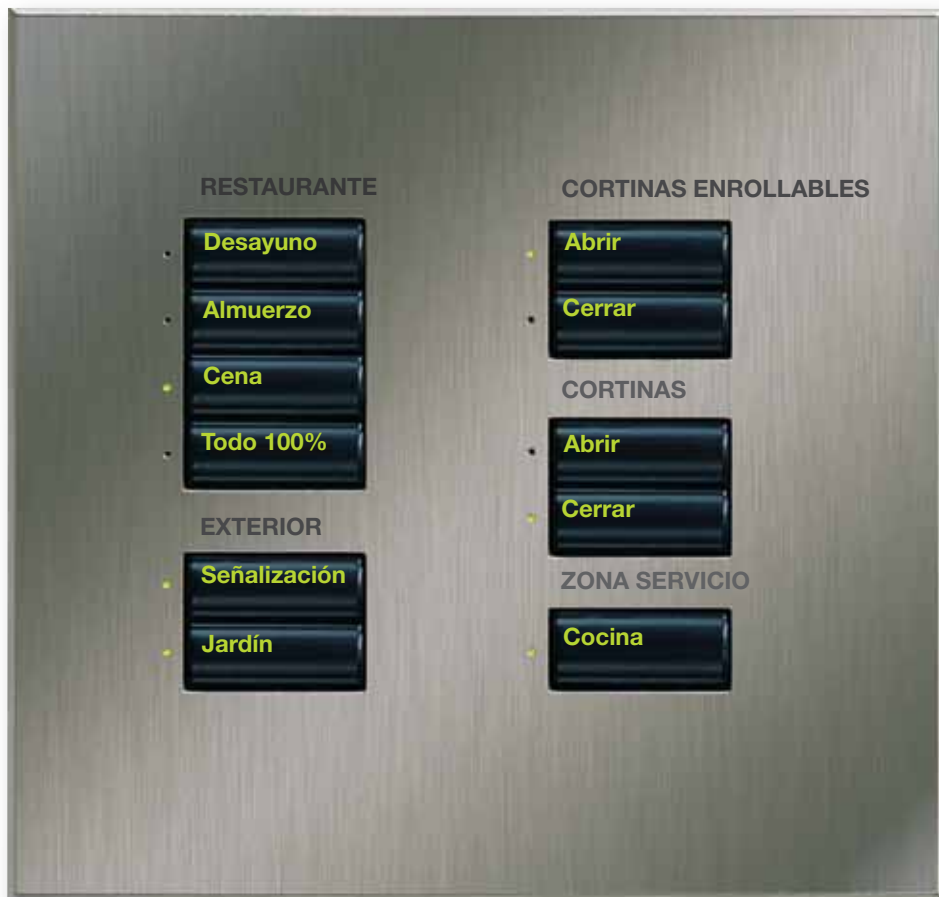 RESTAURANTE
Desayuno
Almuerzo
Cena
Todo 100%
EXTERIOR
Señalización
Jardín
CORTINAS ENROLLABLES
Abrir
Cerrar
CORTINAS
Abrir
Cerrar
ZONA SERVICIO
Cocina